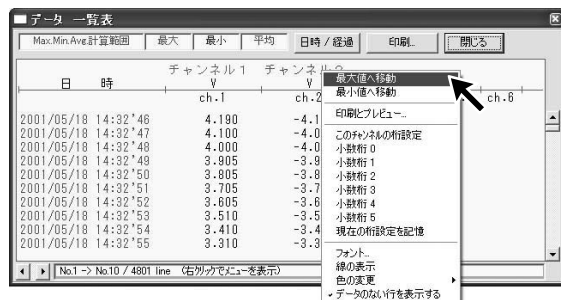 データ 一覧表
Max.Min.Ave計算範囲 最大 最小 平均 日時 / 経過 印刷... 閉じる
チャンネル1 チャンネル2
日 時 V V
ch.1 ch.2 ch.6
2001/05/18 14:32'46 4.190 -4.1
2001/05/18 14:32'47 4.100 -4.0
2001/05/18 14:32'48 4.000 -4.0
2001/05/18 14:32'49 3.905 -3.9
2001/05/18 14:32'50 3.805 -3.8
2001/05/18 14:32'51 3.705 -3.7
2001/05/18 14:32'52 3.605 -3.6
2001/05/18 14:32'53 3.510 -3.5
2001/05/18 14:32'54 3.410 -3.4
2001/05/18 14:32'55 3.310 -3.3
最大値へ移動
最小値へ移動
印刷とプレビュー...
このチャンネルの桁設定
小数桁 0
小数桁 1
小数桁 2
小数桁 3
小数桁 4
小数桁 5
現在の桁設定を記憶
フォント...
線の表示
色の変更
データのない行を表示する
No.1 -> No.10 / 4801 line (右クリックでメニューを表示)